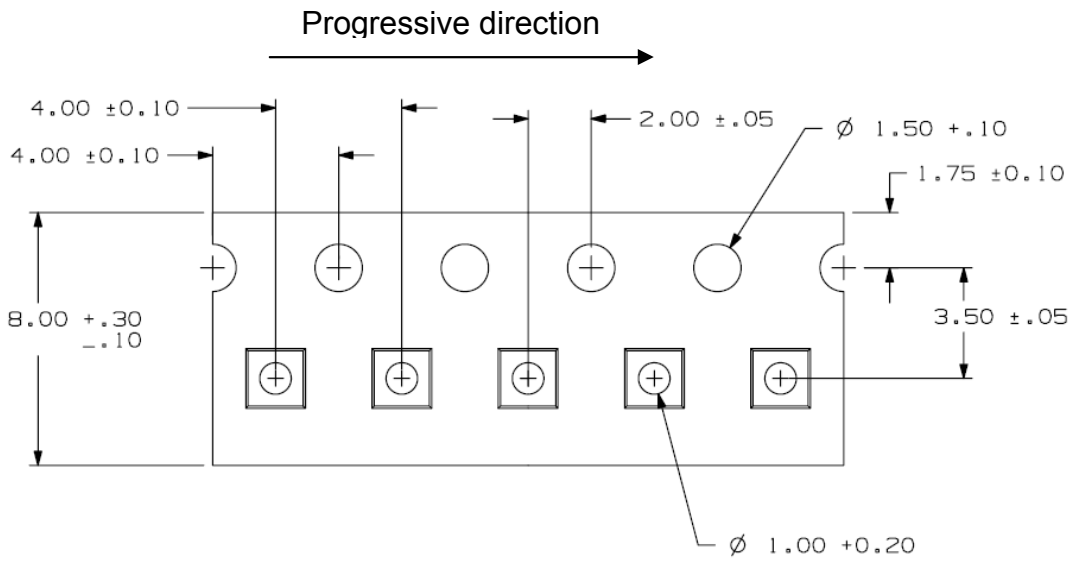 Progressive direction
4.00 ±0.10
2.00 ±.05
Ø 1.50 +.10
4.00 ±0.10
1.75 ±0.10
8.00 +.30
-.10
3.50 ±.05
Ø 1.00 +0.20